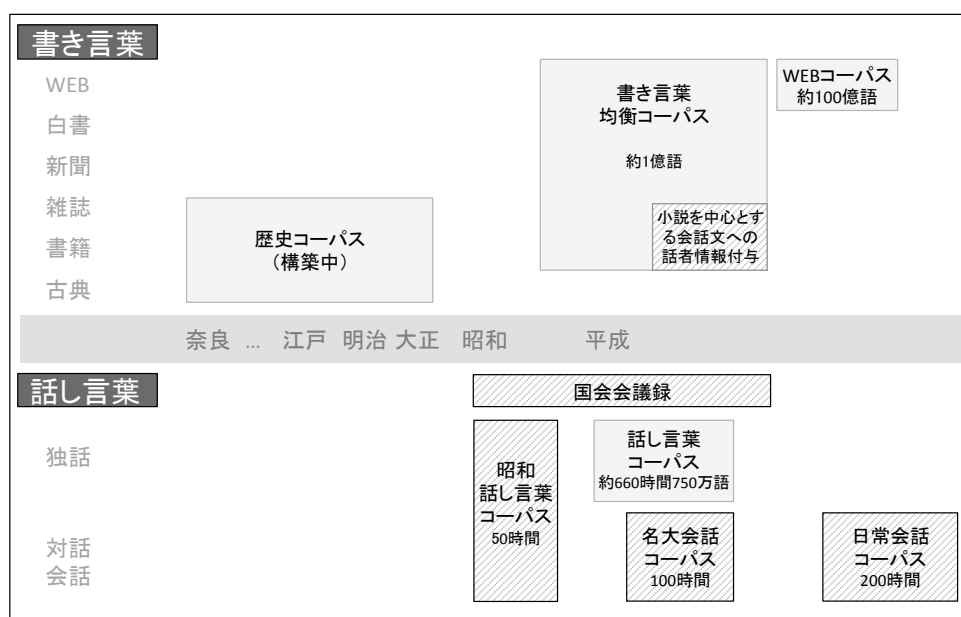 書き言葉
WEB
白書
新聞
雑誌
書籍
古典
書き言葉
均衡コーパス
約1億語
小説を中心とす
る会話文への
話者情報付与
WEBコーパス
約100億語
歴史コーパス
（構築中）
奈良 … 江戸 明治 大正 昭和 平成
話し言葉
独話
対話
会話
国会会議録
昭和
話し言葉
コーパス
50時間
話し言葉
コーパス
約660時間750万語
名大会話
コーパス
100時間
日常会話
コーパス
200時間